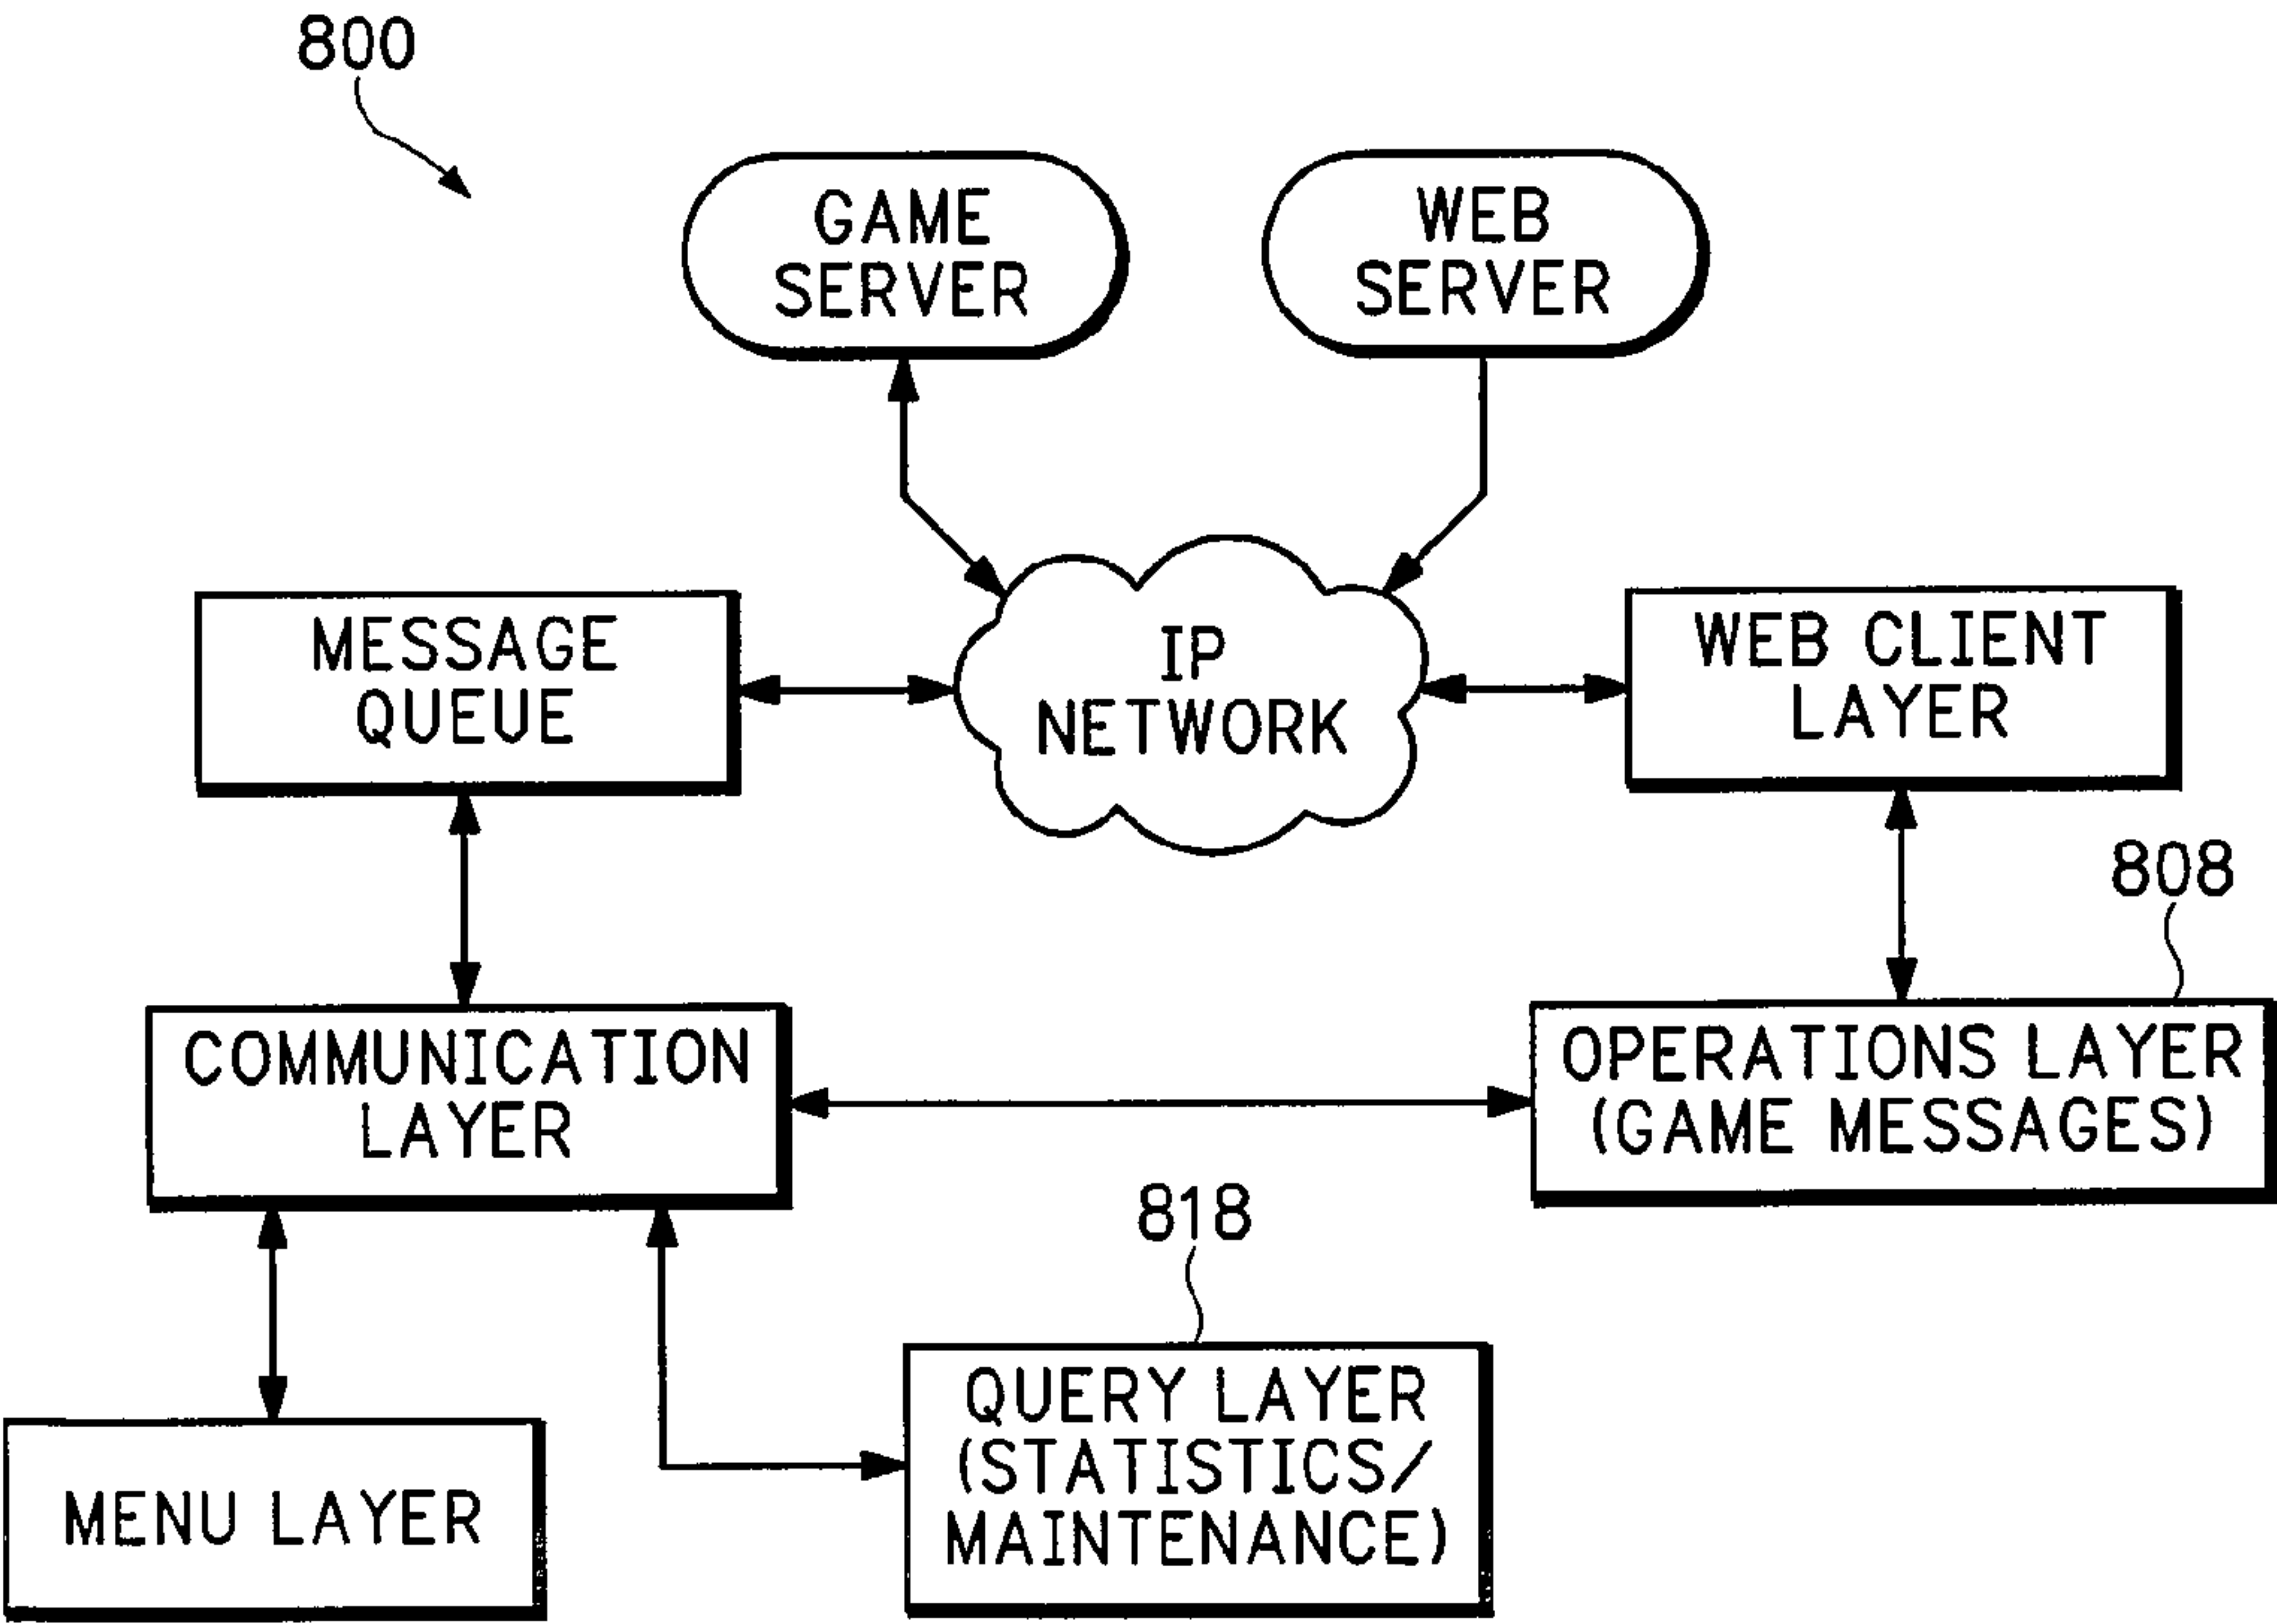 800
GAME
SERVER
WEB
SERVER
MESSAGE
QUEUE
IP
NETWORK
WEB CLIENT
LAYER
808
COMMUNICATION
LAYER
OPERATIONS LAYER
(GAME MESSAGES)
818
MENU LAYER
QUERY LAYER
(STATISTICS/
MAINTENANCE)